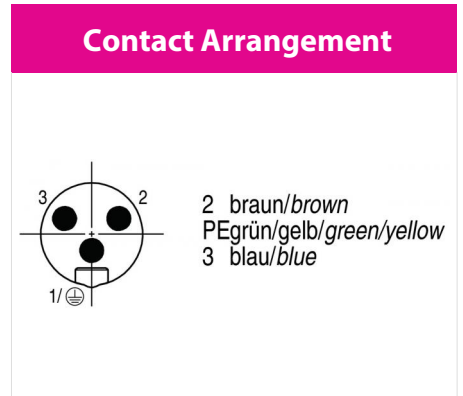 Contact Arrangement
3 2
2 braun/brown
PEgrün/gelb/green/yellow
3 blau/blue
1/⏚